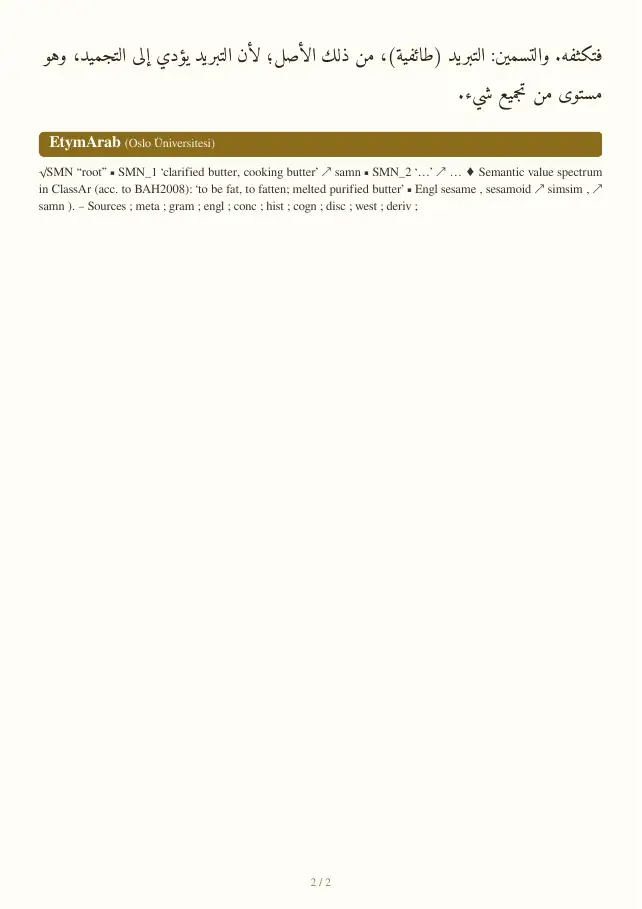 فتكثفه. والتسمين: التبريد (طائفية)، من ذلك الأصل؛ لأن التبريد يؤدي إلى التجميد، وهو
مستوى من تجميع شيء.
EtymArab (Oslo Üniversitesi)
√SMN “root” ▪ SMN_1 ‘clarified butter, cooking butter’ ↗ samn ▪ SMN_2 ‘…’ ↗ … ♦ Semantic value spectrum
in ClassAr (acc. to BAH2008): ‘to be fat, to fatten; melted purified butter’ ▪ Engl sesame , sesamoid ↗ simsim , ↗
samn ). – Sources ; meta ; gram ; engl ; conc ; hist ; cogn ; disc ; west ; deriv ;
2 / 2